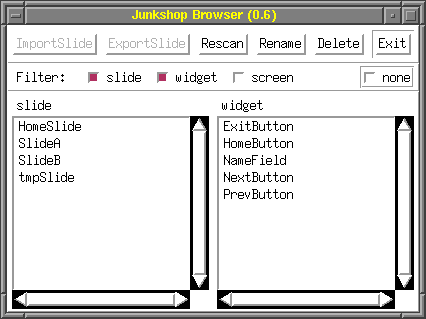 Junkshop Browser (0.6)
ImportSlide ExportSlide Rescan Rename Delete Exit
Filter: slide widget screen none
slide widget
HomeSlide ExitButton
SlideA HomeButton
SlideB NameField
tmpSlide NextButton
PrevButton